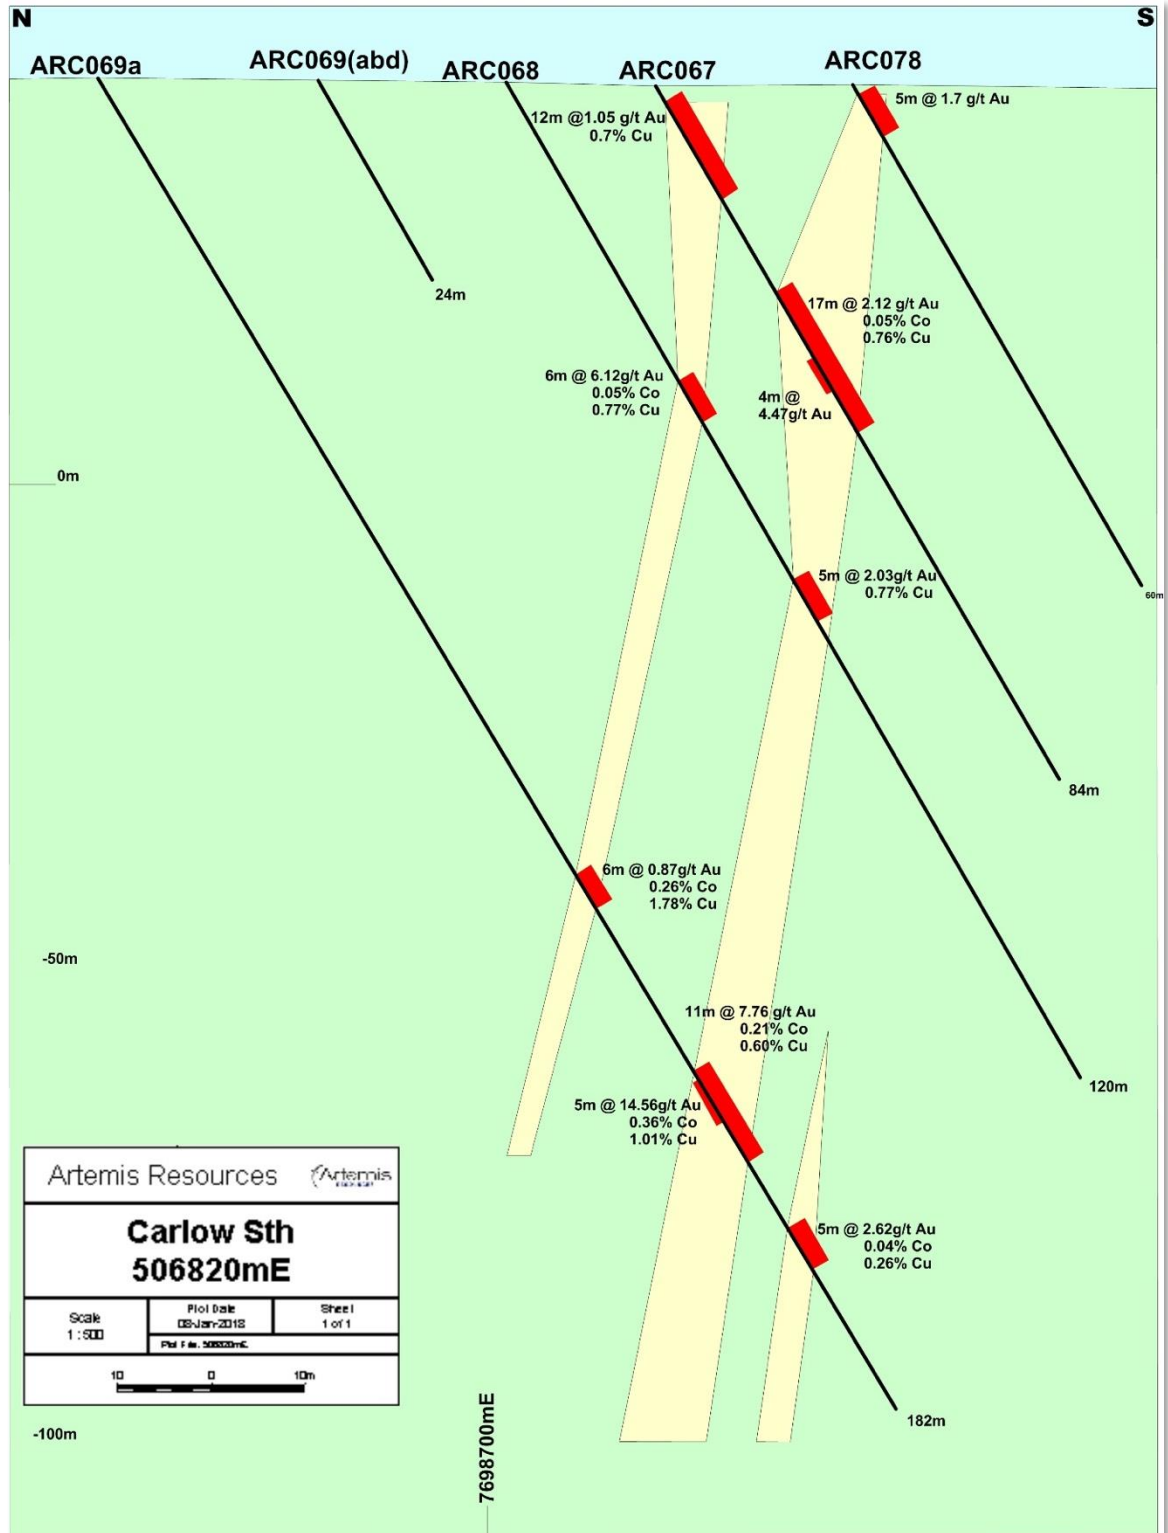 N
S
ARC069a
ARC069(abd)
ARC068
ARC067
ARC078
5m @ 1.7 g/t Au
12m @1.05 g/t Au
0.7% Cu
24m
17m @ 2.12 g/t Au
0.05% Co
0.76% Cu
6m @ 6.12g/t Au
0.05% Co
0.77% Cu
4m @
4.47g/t Au
0m
5m @ 2.03g/t Au
0.77% Cu
60m
84m
6m @ 0.87g/t Au
0.26% Co
1.78% Cu
-50m
11m @ 7.76 g/t Au
0.21% Co
0.60% Cu
120m
5m @ 14.56g/t Au
0.36% Co
1.01% Cu
5m @ 2.62g/t Au
0.04% Co
0.26% Cu
182m
-100m
7698700mE
Artemis Resources
Artemis
Carlow Sth
506820mE
Scale
1 : 500
Plot Date
08-Jan-2018
Sheet
1 of 1
Plot File: 506820mE
10 0 10m